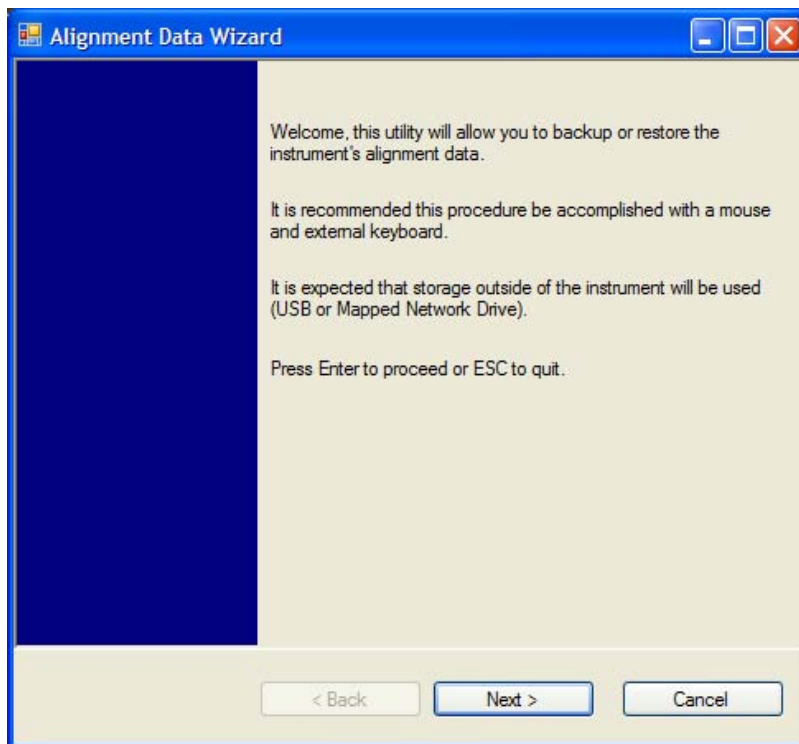 Alignment Data Wizard
Welcome, this utility will allow you to backup or restore the
instrument's alignment data.
It is recommended this procedure be accomplished with a mouse
and external keyboard.
It is expected that storage outside of the instrument will be used
(USB or Mapped Network Drive).
Press Enter to proceed or ESC to quit.
< Back
Next >
Cancel